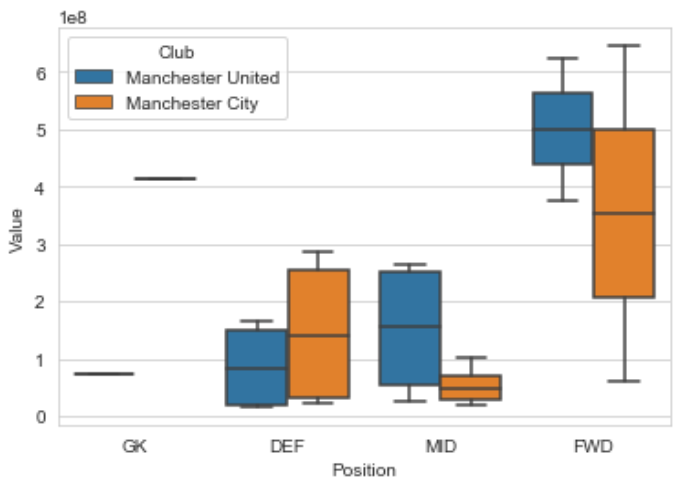 1e8
Club
Manchester United
Manchester City
6
5
4
3
2
1
0
Value
GK DEF MID FWD
Position